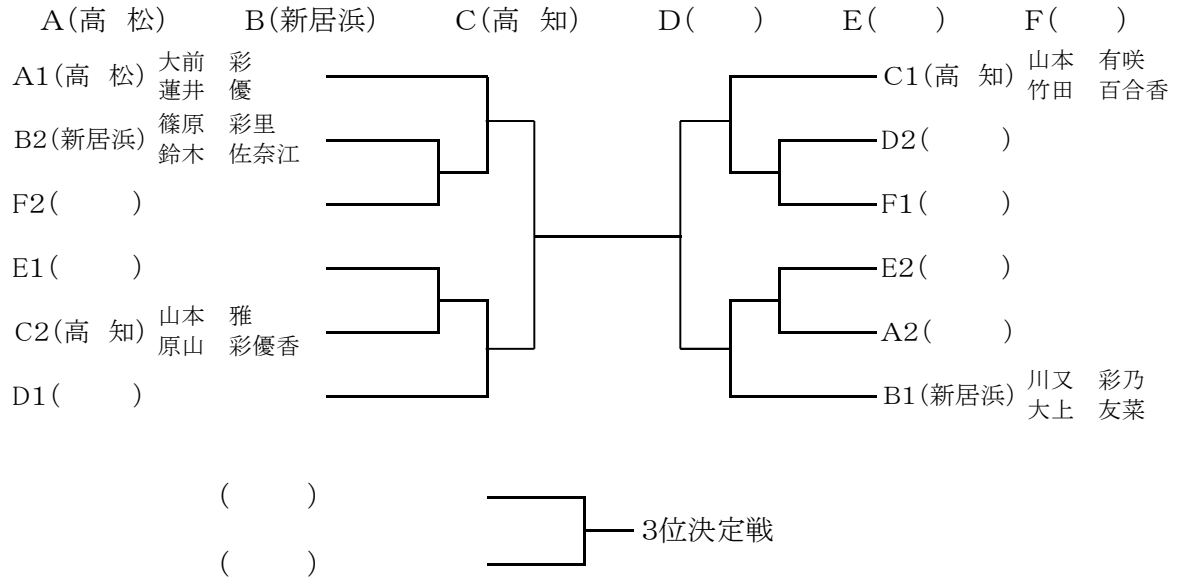 A(高 松) B(新居浜) C(高 知) D(　　) E(　　) F(　　)
A1(高 松) 大前 彩
蓮井 優
B2(新居浜) 篠原 彩里
鈴木 佐奈江
F2(　　)
E1(　　)
C2(高 知) 山本 雅
原山 彩優香
D1(　　)
C1(高 知) 山本 有咲
竹田 百合香
D2(　　)
F1(　　)
E2(　　)
A2(　　)
B1(新居浜) 川又 彩乃
大上 友菜
(　　)
3位決定戦
(　　)